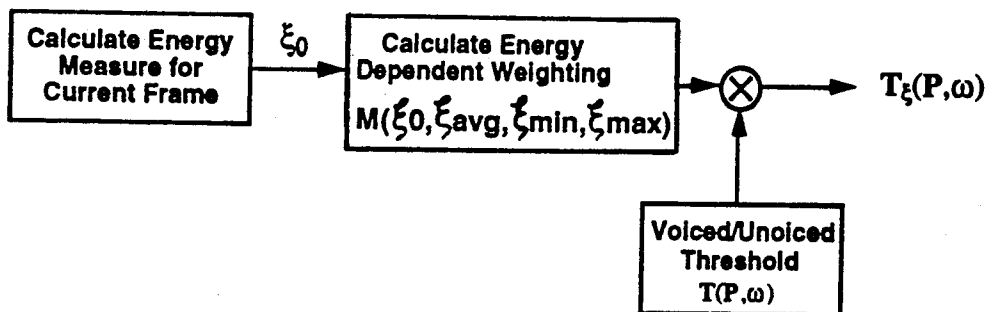 Calculate Energy
Measure for
Current Frame
ξ0
Calculate Energy
Dependent Weighting
M(ξ0,ξavg,ξmin,ξmax)
Tξ(P,ω)
Voiced/Unoiced
Threshold
T(P,ω)